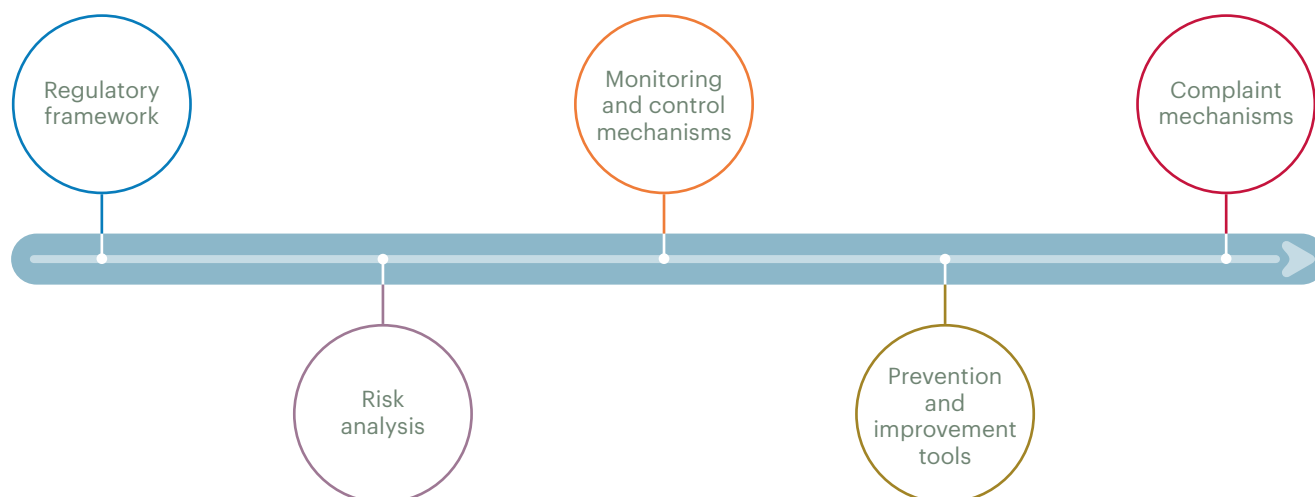 Regulatory
framework
Risk
analysis
Monitoring
and control
mechanisms
Prevention
and
improvement
tools
Complaint
mechanisms